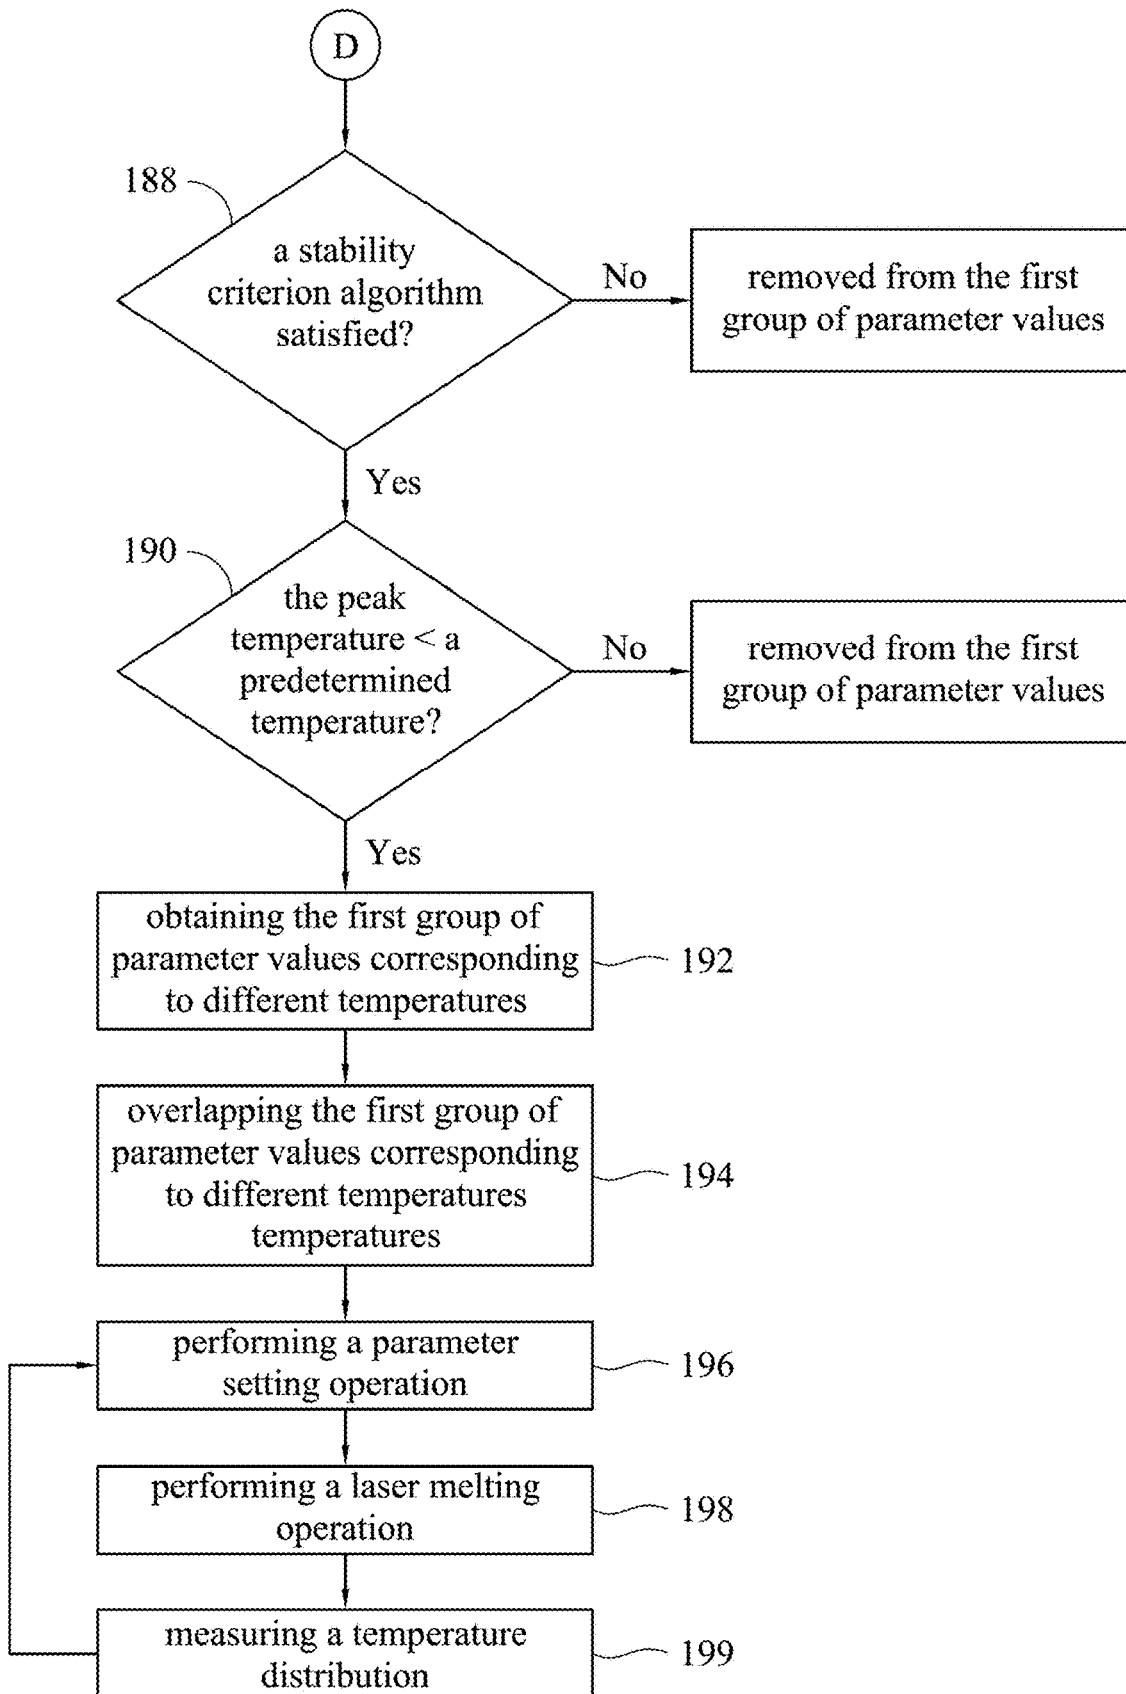 D
188
a stability
criterion algorithm
satisfied?
No
removed from the first
group of parameter values
Yes
190
the peak
temperature < a
predetermined
temperature?
No
removed from the first
group of parameter values
Yes
obtaining the first group of
parameter values corresponding
to different temperatures
192
overlapping the first group of
parameter values corresponding
to different temperatures
temperatures
194
performing a parameter
setting operation
196
performing a laser melting
operation
198
measuring a temperature
distribution
199